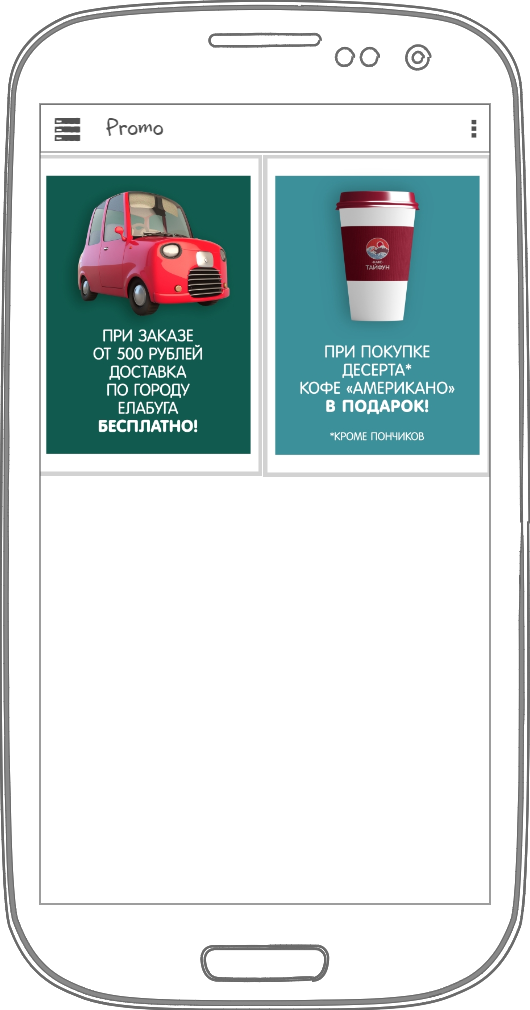 Promo
ПРИ ЗАКАЗЕ
ОТ 500 РУБЛЕЙ
ДОСТАВКА
ПО ГОРОДУ
ЕЛАБУГА
БЕСПЛАТНО!
ТАЙФУН
ПРИ ПОКУПКЕ
ДЕСЕРТА*
КОФЕ «АМЕРИКАНО»
В ПОДАРОК!
*КРОМЕ ПОНЧИКОВ